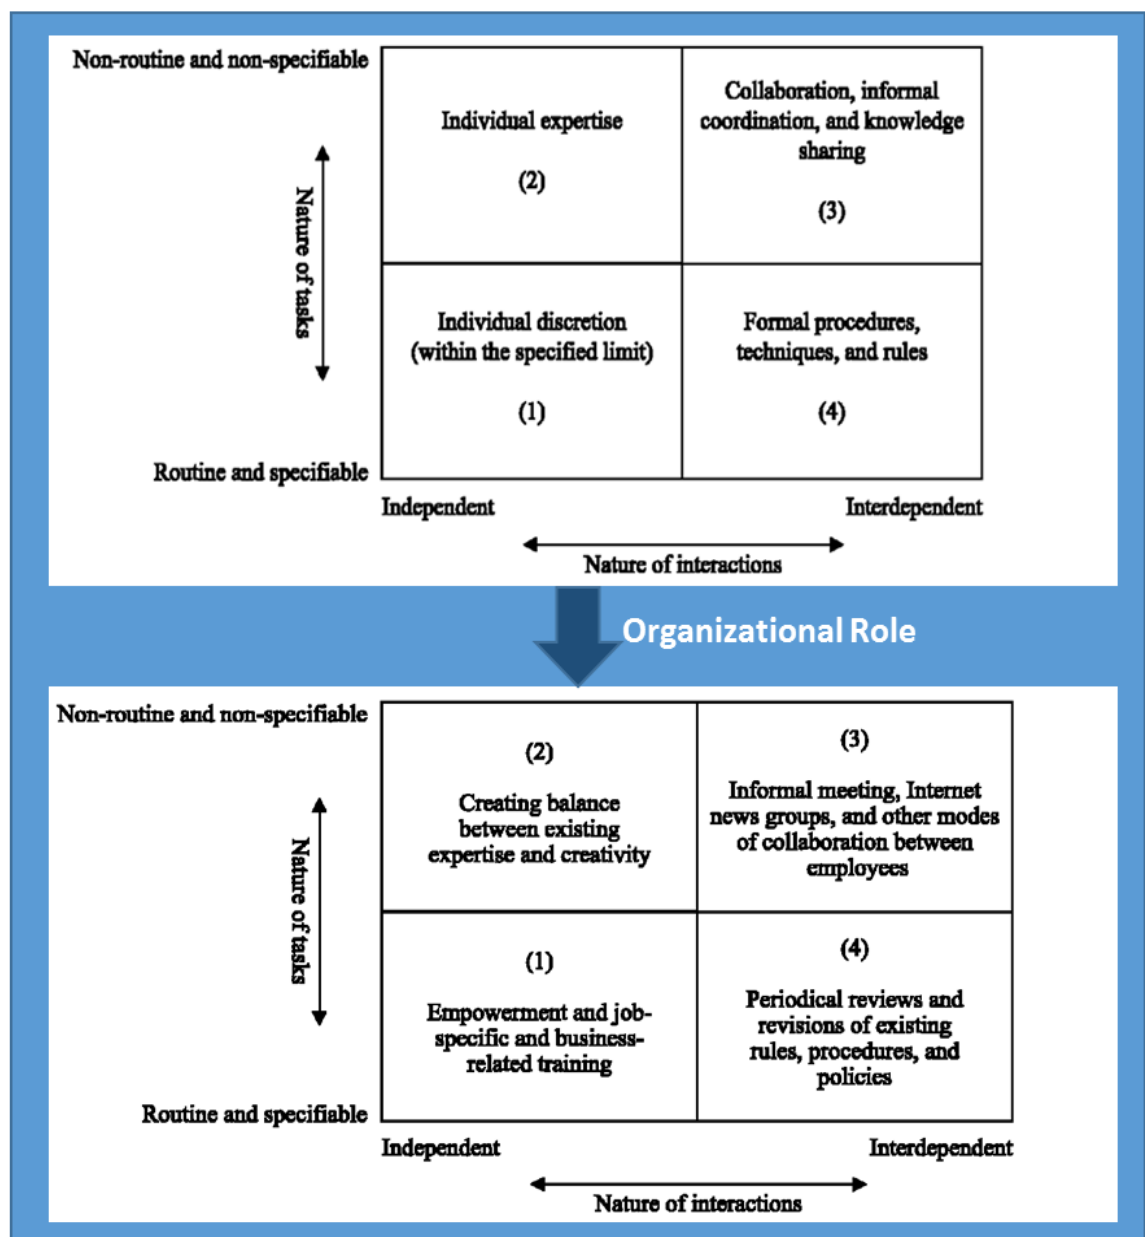 Non-routine and non-specifiable
Individual expertise
(2)
Collaboration, informal
coordination, and knowledge
sharing
(3)
Nature of tasks
Individual discretion
(within the specified limit)
(1)
Formal procedures,
techniques, and rules
(4)
Routine and specifiable
Independent
Interdependent
Nature of interactions
Organizational Role
Non-routine and non-specifiable
(2)
Creating balance
between existing
expertise and creativity
(3)
Informal meeting, Internet
news groups, and other modes
of collaboration between
employees
Nature of tasks
(1)
Empowerment and job-
specific and business-
related training
(4)
Periodical reviews and
revisions of existing
rules, procedures, and
policies
Routine and specifiable
Independent
Interdependent
Nature of interactions